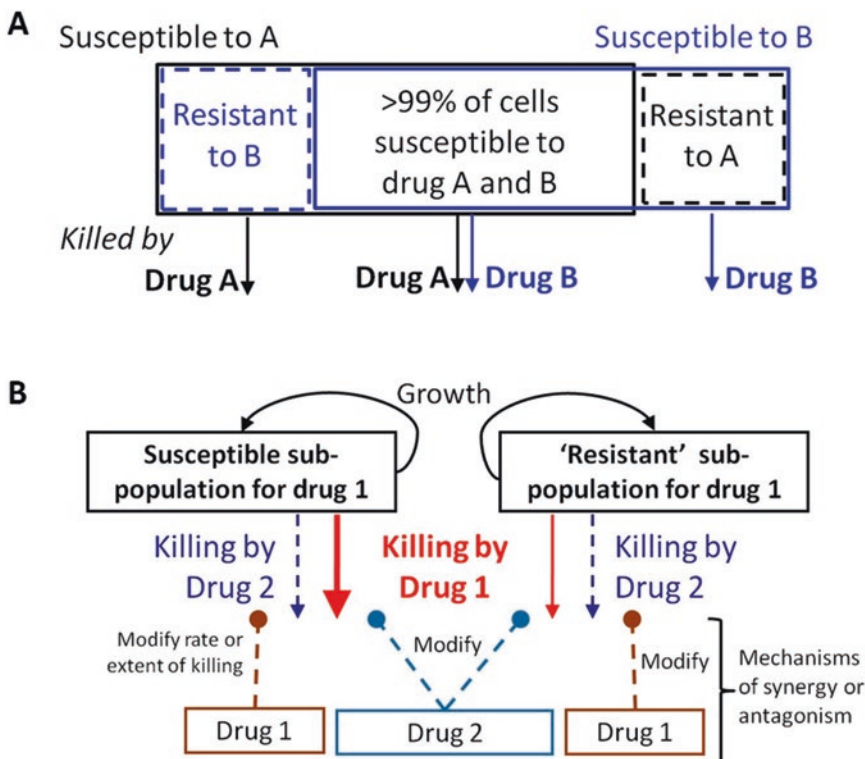 A
Susceptible to A
Susceptible to B
Resistant
to B
>99% of cells
susceptible to
drug A and B
Resistant
to A
Killed by
Drug A
Drug A
Drug B
Drug B
B
Growth
Susceptible sub-
population for drug 1
‘Resistant’ sub-
population for drug 1
Killing by
Drug 2
Killing by
Drug 1
Killing by
Drug 2
Modify rate or
extent of killing
Modify
Modify
Mechanisms
of synergy or
antagonism
Drug 1
Drug 2
Drug 1